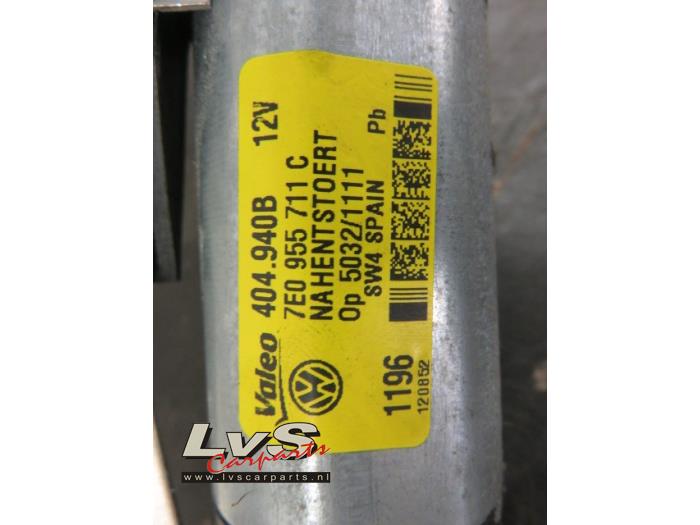 Valeo 404.940B 12V
7E0 955 711 C
NAHENTSTOERT
Op 5032/1111
SW4 SPAIN Pb
1196
120852
LvS
Carparts
www.lvscarparts.nl